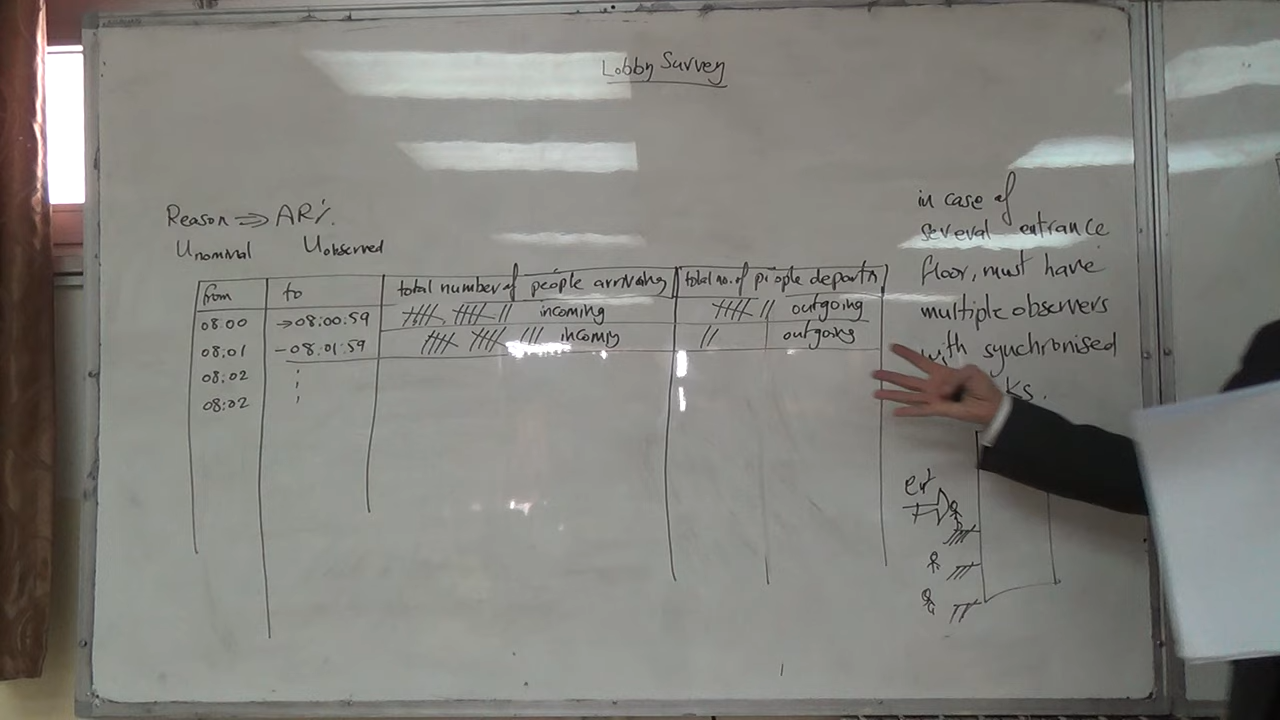 Lobby Survey
Reason ⇒ AR%.
Unominal Uobserved
from to total number of people arriving total no. of people departn
08:00 → 08:00:59 incoming outgoing
08:01 - 08:01:59 incoming outgoing
08:02
08:02
in case of
several entrance
floor, must have
multiple observers
with synchronised
ks.